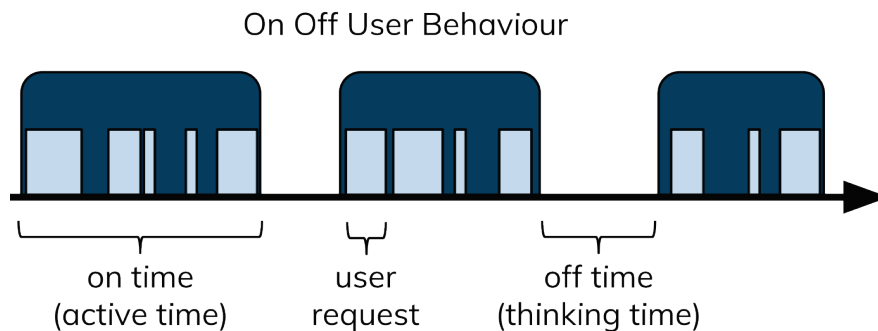 On Off User Behaviour
on time
(active time)
user
request
off time
(thinking time)